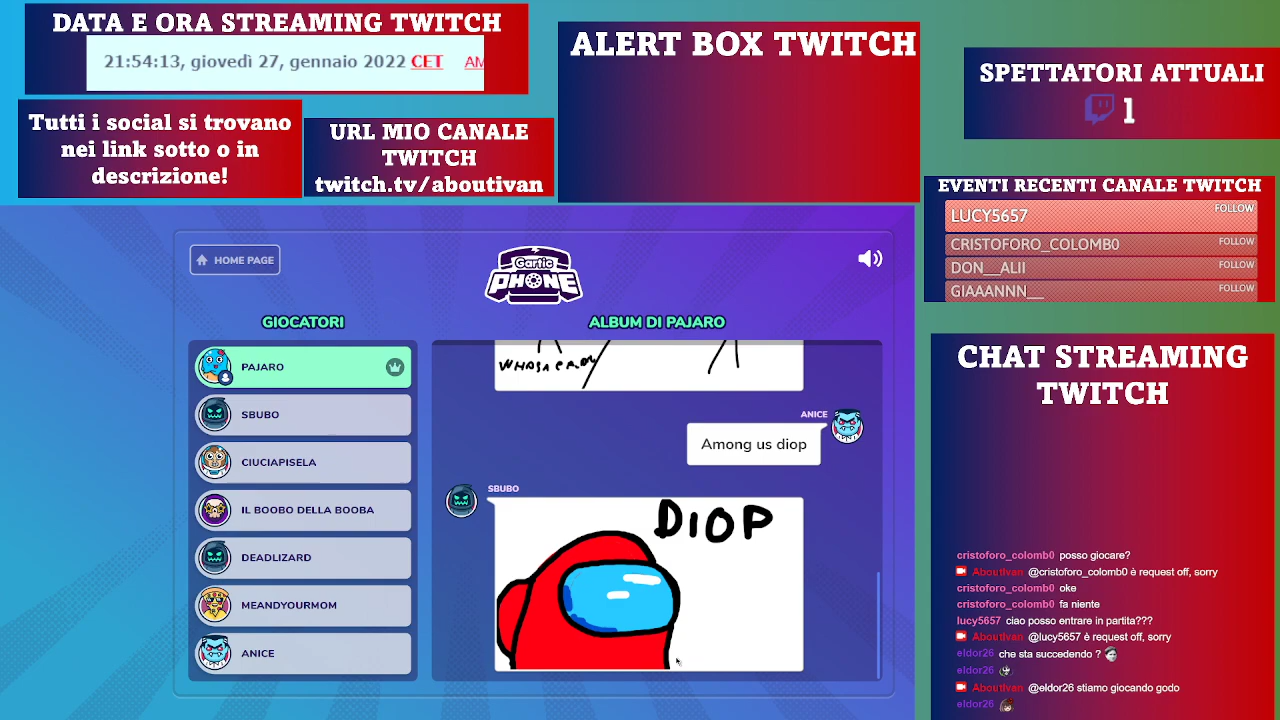 DATA E ORA STREAMING TWITCH
21:54:13, giovedì 27, gennaio 2022 CET AM
Tutti i social si trovano
nei link sotto o in
descrizione!
URL MIO CANALE
TWITCH
twitch.tv/aboutivan
ALERT BOX TWITCH
SPETTATORI ATTUALI
1
EVENTI RECENTI CANALE TWITCH
LUCY5657 FOLLOW
CRISTOFORO_COLOMB0 FOLLOW
DON__ALII FOLLOW
GIAAANNN__ FOLLOW
HOME PAGE
Gartic
PHONE
GIOCATORI
PAJARO
SBUBO
CIUCIAPISELA
IL BOOBO DELLA BOOBA
DEADLIZARD
MEANDYOURMOM
ANICE
ALBUM DI PAJARO
ANICE
Among us diop
SBUBO
DIOP
CHAT STREAMING
TWITCH
cristoforo_colomb0 posso giocare?
AboutIvan @cristoforo_colomb0 è request off, sorry
cristoforo_colomb0 oke
cristoforo_colomb0 fa niente
lucy5657 ciao posso entrare in partita???
AboutIvan @lucy5657 è request off, sorry
eldor26 che sta succedendo ?
eldor26
AboutIvan @eldor26 stiamo giocando godo
eldor26